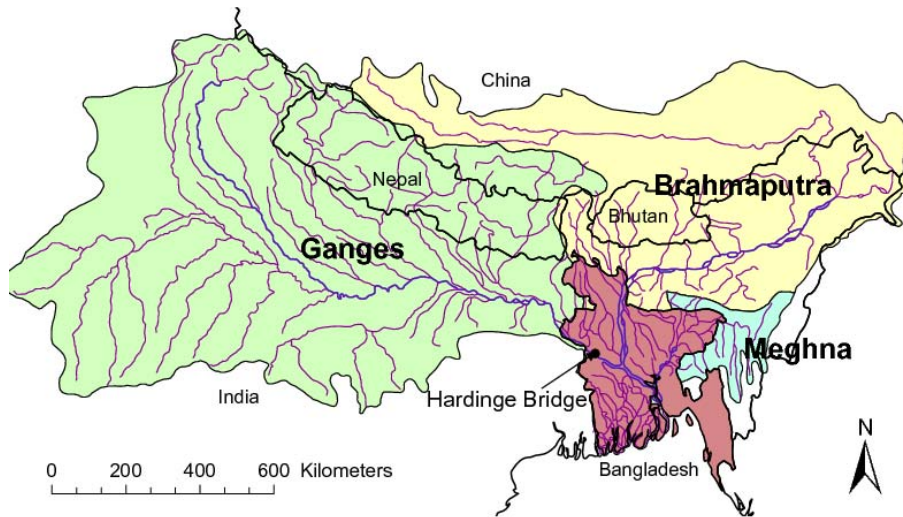 China
Nepal
Brahmaputra
Bhutan
Ganges
Meghna
India
Hardinge Bridge
Bangladesh
N
0 200 400 600 Kilometers